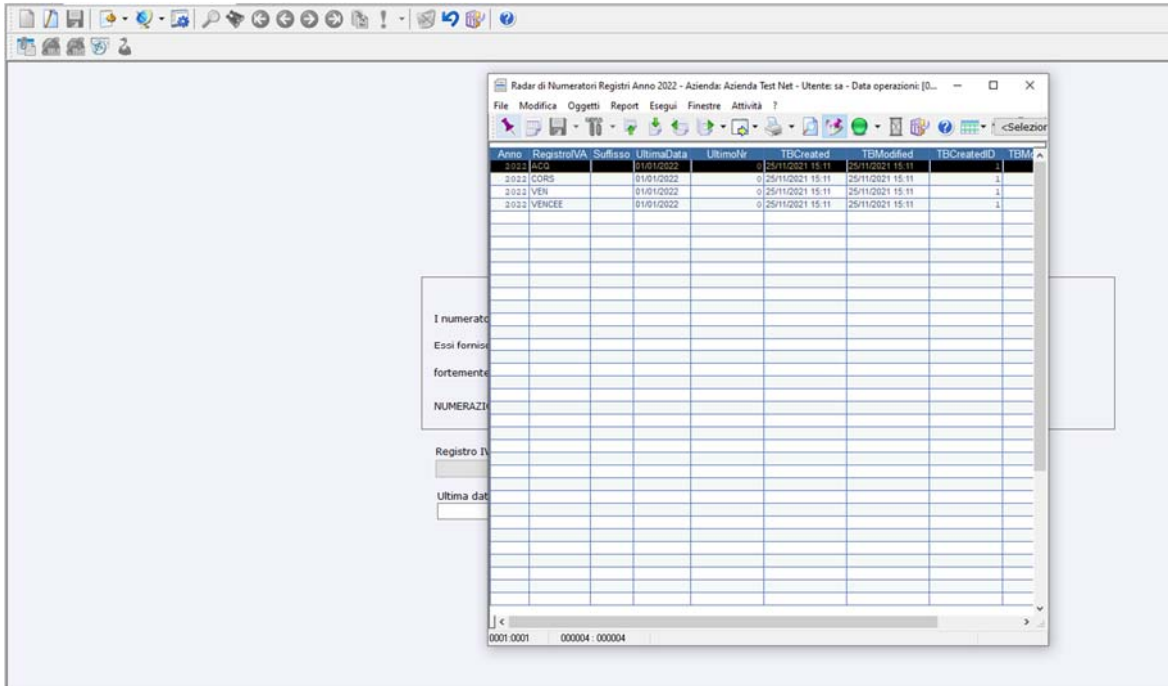 Radar di Numeratori Registri Anno 2022 - Azienda: Azienda Test Net - Utente: sa - Data operazioni: [0...
File Modifica Oggetti Report Esegui Finestre Attività ?
<Selezior
Anno RegistroIVA Suffisso UltimaData UltimoNr TBCreated TBModified TBCreatedID TBMo
2022 ACQ 01/01/2022 0 25/11/2021 15:11 25/11/2021 15:11 1
2022 CORS 01/01/2022 0 25/11/2021 15:11 25/11/2021 15:11 1
2022 VEN 01/01/2022 0 25/11/2021 15:11 25/11/2021 15:11 1
2022 VENCEE 01/01/2022 0 25/11/2021 15:11 25/11/2021 15:11 1
I numerato
Essi fornisc
fortemente
NUMERAZIO
Registro IV
Ultima dat
0001:0001 000004 : 000004